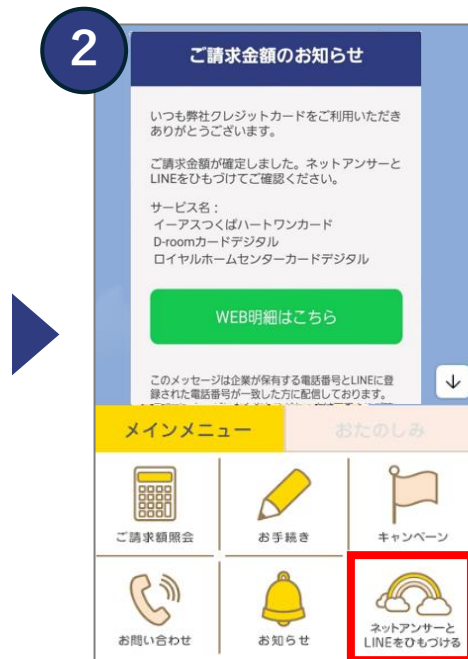 2
ご請求金額のお知らせ
いつも弊社クレジットカードをご利用いただき
ありがとうございます。
ご請求金額が確定しました。ネットアンサーと
LINEをひもづけてご確認ください。
サービス名：
イーアスつくばハートワンカード
D-roomカードデジタル
ロイヤルホームセンターカードデジタル
WEB明細はこちら
このメッセージは企業が保有する電話番号とLINEに登
録された電話番号が一致した方に配信しております。
メインメニュー
おたのしみ
ご請求額照会
お手続き
キャンペーン
お問い合わせ
お知らせ
ネットアンサーと
LINEをひもづける